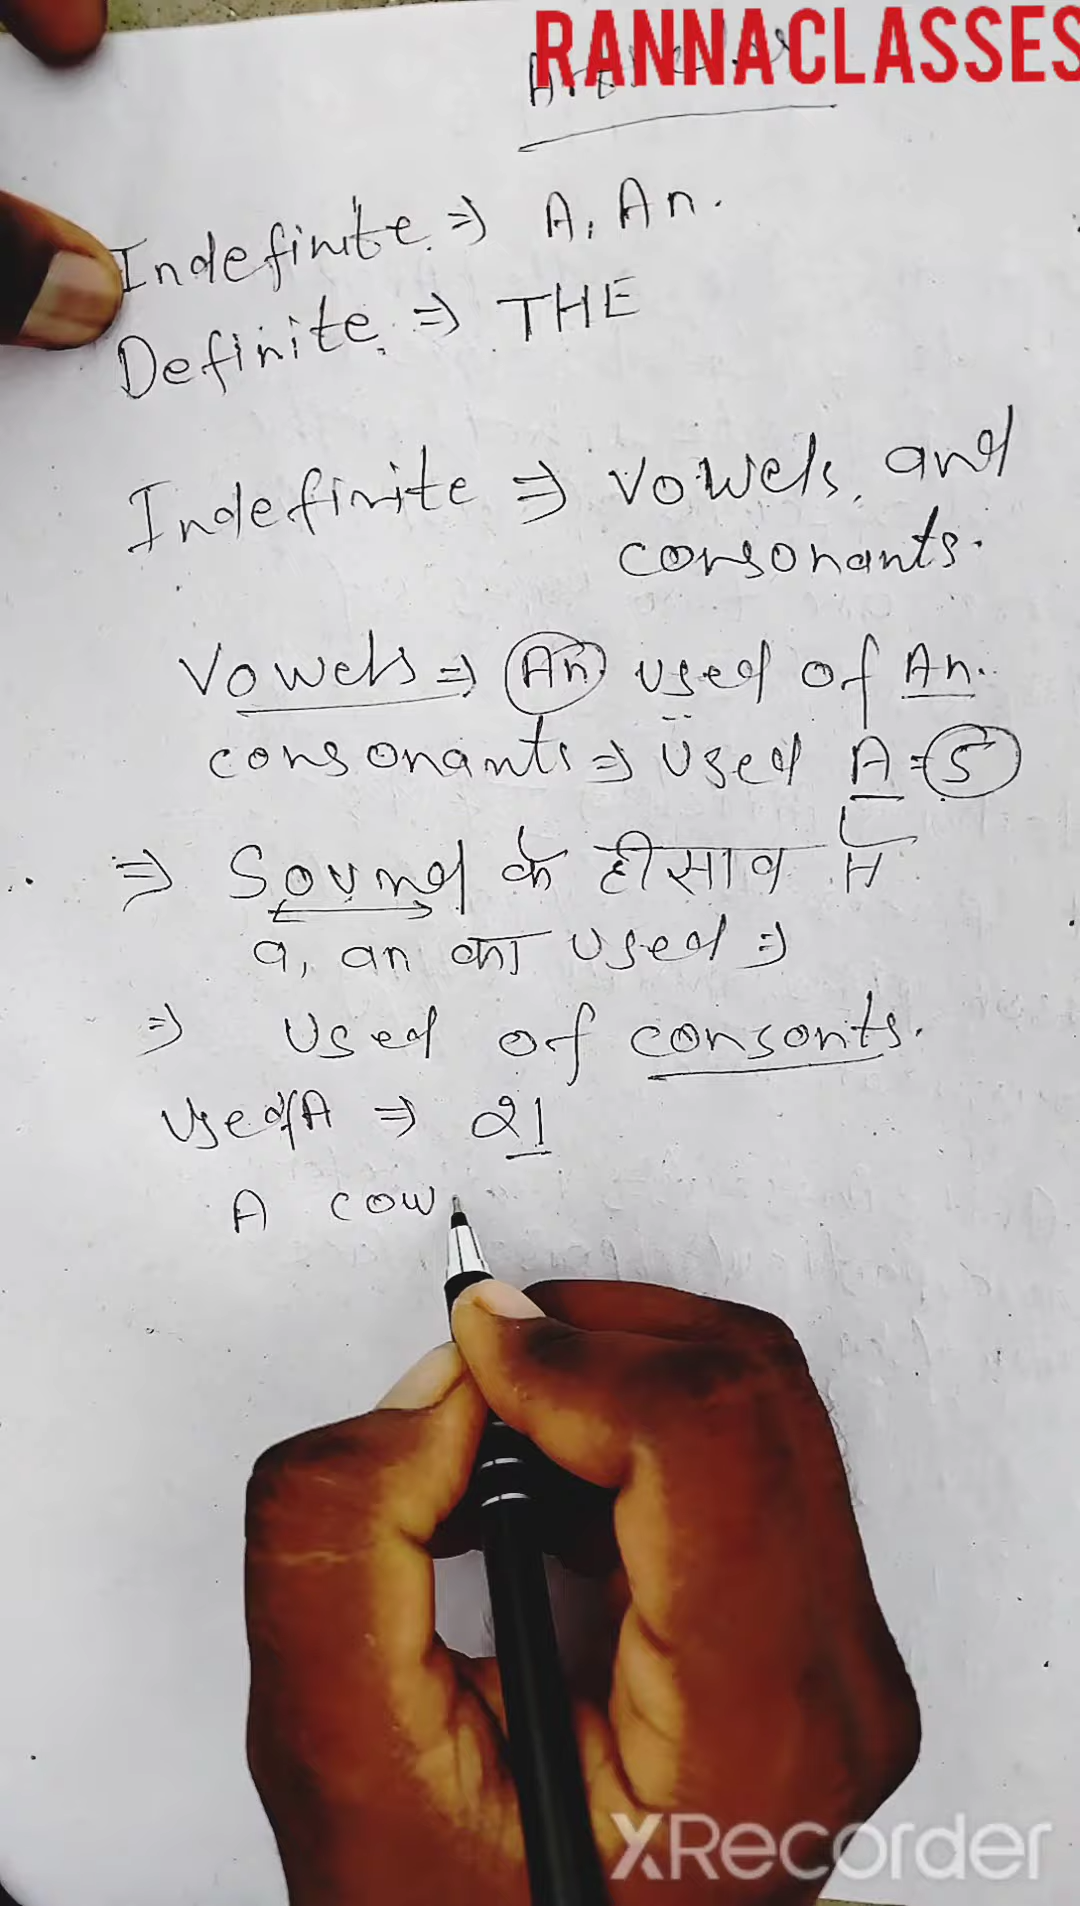 RANNACLASSES
Indefinite. ⇒ A, An.
Definite. ⇒ THE
Indefinite ⇒ Vowels, and
consonants.
Vowels ⇒ An used of An.
consonants ⇒ Used A = 5
⇒ Sound के हीसाव से
a, an का used ⇒
⇒ Used of consonts.
Used A ⇒ 21
A cow
XRecorder